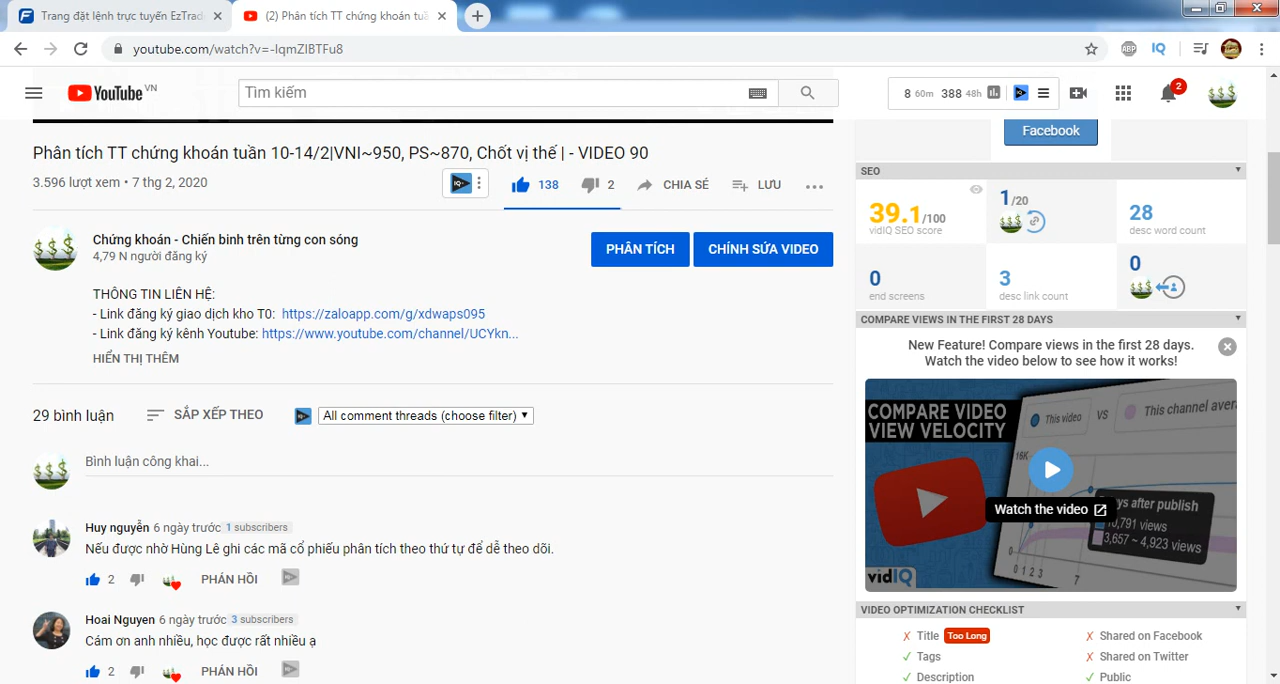 Trang đặt lệnh trực tuyến EzTrad
(2) Phân tích TT chứng khoán tuầ
youtube.com/watch?v=-IqmZIBTFu8
ABP
IQ
YouTube VN
Tìm kiếm
8 60m 388 48h
2
Facebook
Phân tích TT chứng khoán tuần 10-14/2|VNI~950, PS~870, Chốt vị thế | - VIDEO 90
3.596 lượt xem • 7 thg 2, 2020
138
2
CHIA SẺ
LƯU
SEO
39.1/100
vidIQ SEO score
1/20
28
desc word count
0
end screens
3
desc link count
0
Chứng khoán - Chiến binh trên từng con sóng
4,79 N người đăng ký
PHÂN TÍCH
CHỈNH SỬA VIDEO
THÔNG TIN LIÊN HỆ:
- Link đăng ký giao dịch kho T0: https://zaloapp.com/g/xdwaps095
- Link đăng ký kênh Youtube: https://www.youtube.com/channel/UCYkn...
HIỂN THỊ THÊM
COMPARE VIEWS IN THE FIRST 28 DAYS
New Feature! Compare views in the first 28 days.
Watch the video below to see how it works!
COMPARE VIDEO
VIEW VELOCITY
This video
VS
This channel avera
16K
Watch the video
ys after publish
10,791 views
3,657 ~ 4,923 views
0
0 1 2 3 7
vidIQ
29 bình luận
SẮP XẾP THEO
All comment threads (choose filter)
Bình luận công khai...
Huy nguyễn 6 ngày trước 1 subscribers
Nếu được nhờ Hùng Lê ghi các mã cổ phiếu phân tích theo thứ tự để dễ theo dõi.
2
PHẢN HỒI
Hoai Nguyen 6 ngày trước 3 subscribers
Cám ơn anh nhiều, học được rất nhiều ạ
2
PHẢN HỒI
VIDEO OPTIMIZATION CHECKLIST
✗ Title Too Long
✗ Shared on Facebook
✓ Tags
✗ Shared on Twitter
✓ Description
✓ Public